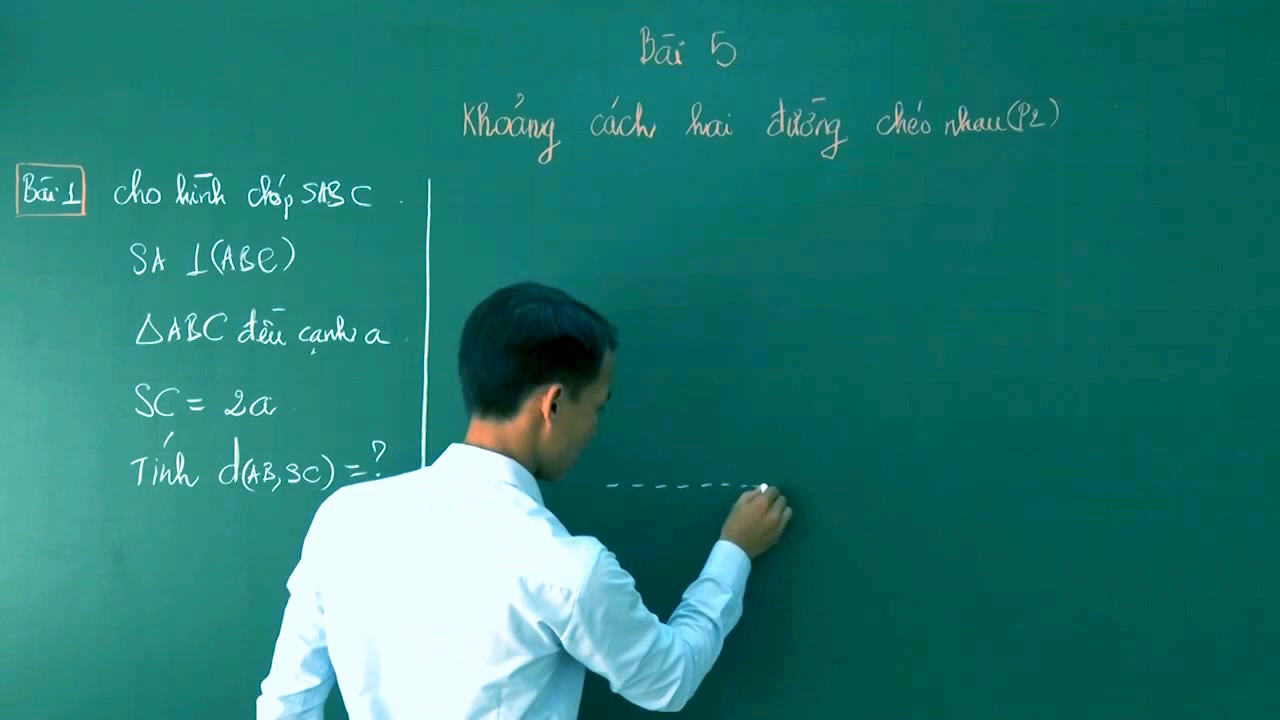 Bài 5
Khoảng cách hai đường chéo nhau (P2)
Bài 1 Cho hình chóp SABC
SA ⊥ (ABC)
△ABC đều cạnh a
SC = 2a
Tính d(AB, SC) = ?